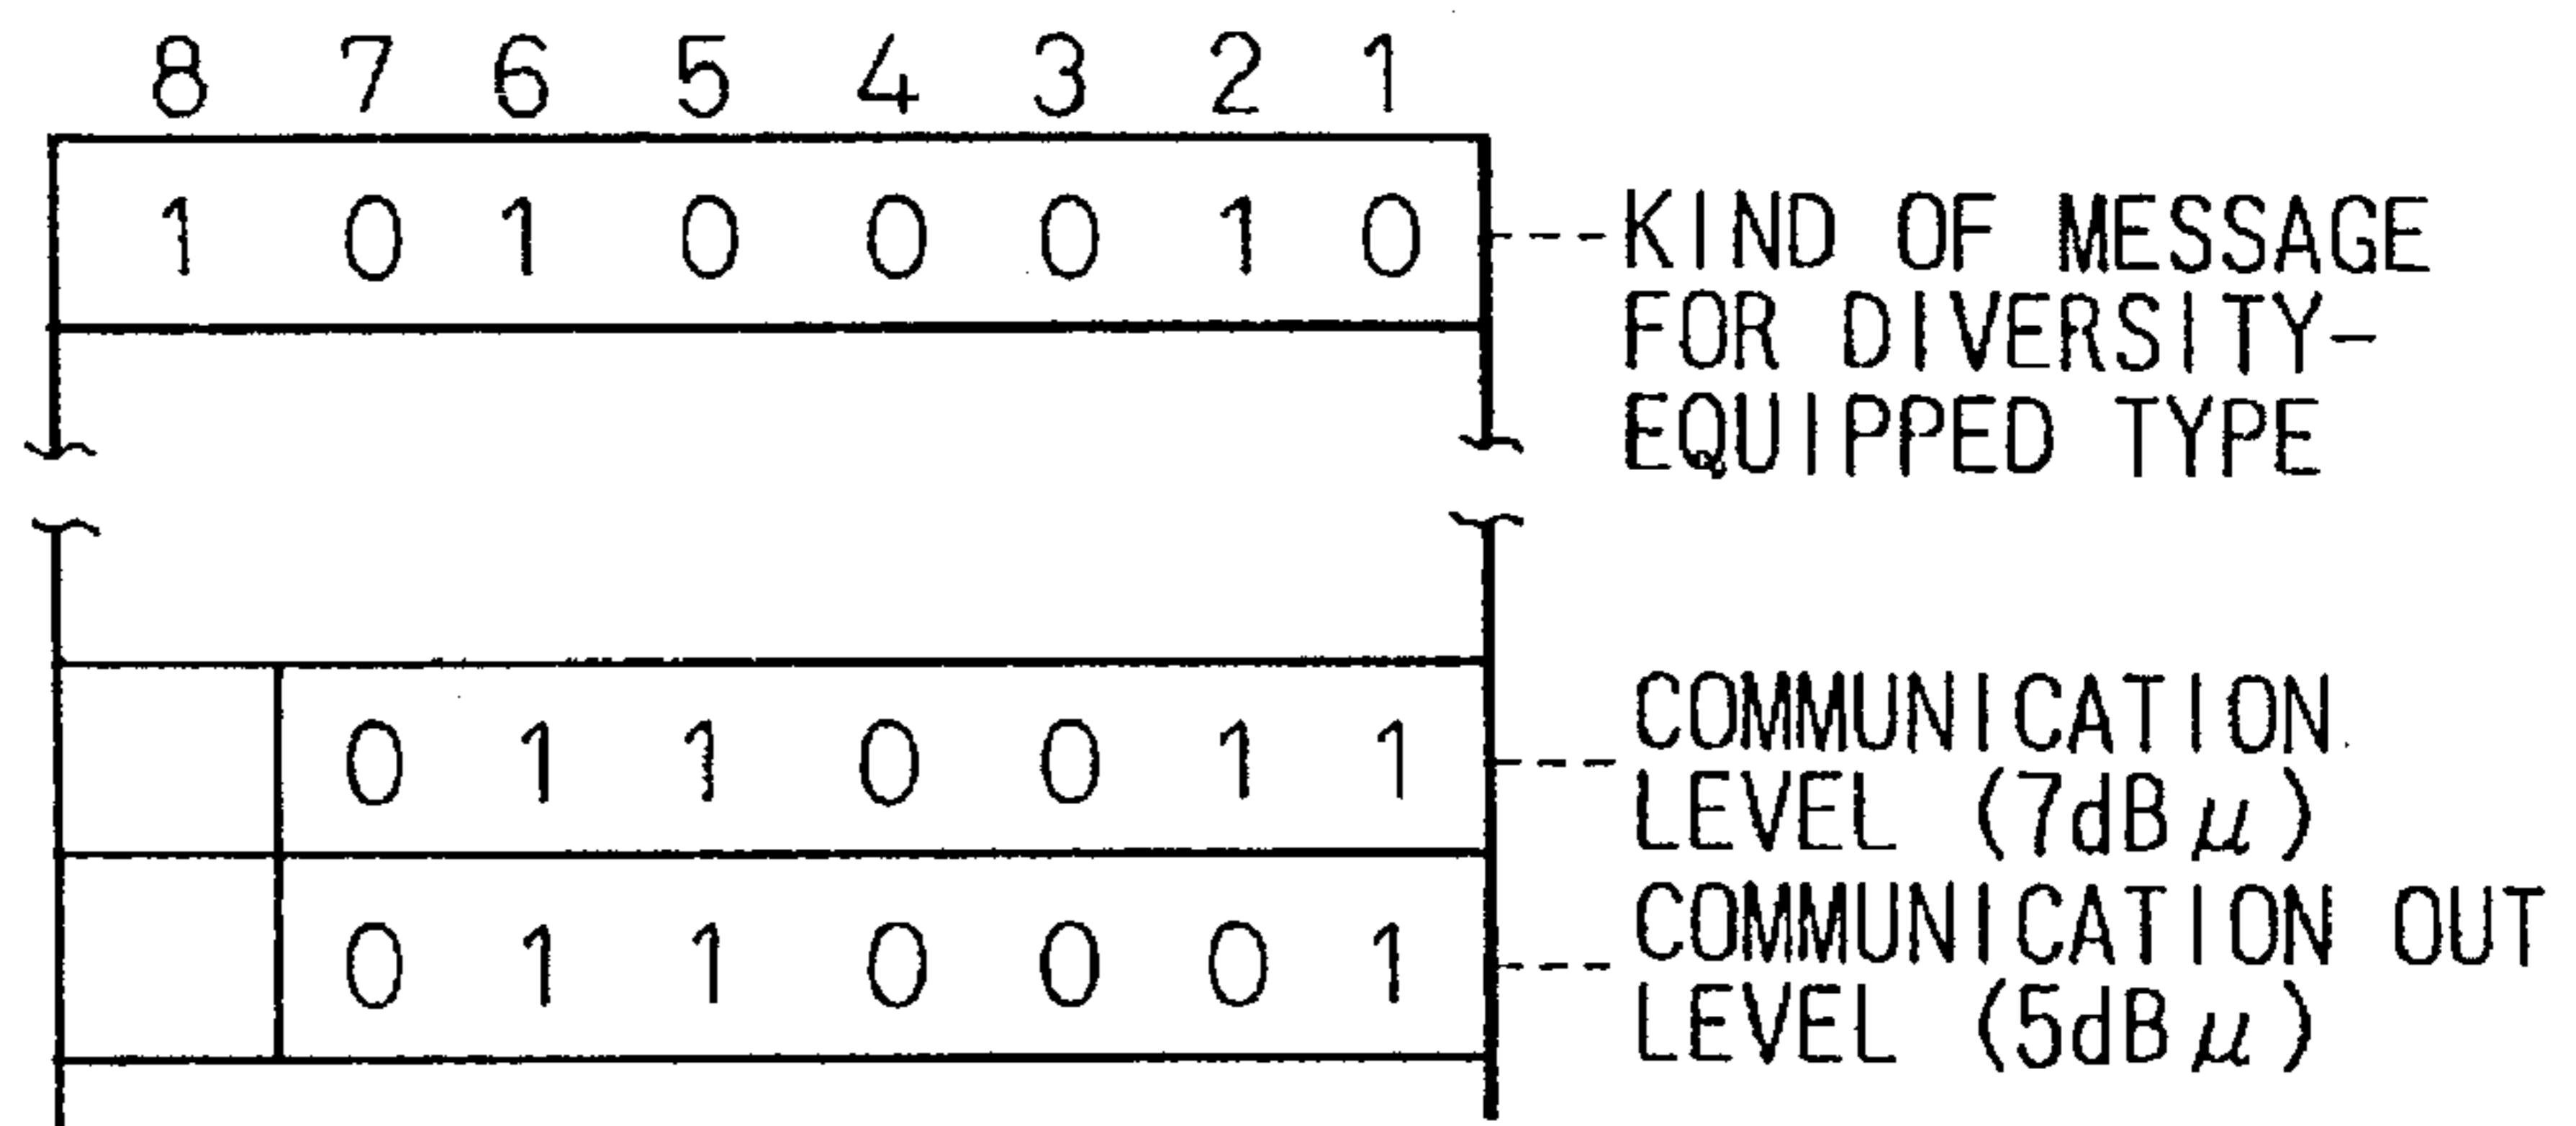 8 7 6 5 4 3 2 1
1 0 1 0 0 0 1 0
KIND OF MESSAGE
FOR DIVERSITY-
EQUIPPED TYPE
0 1 1 0 0 1 1
COMMUNICATION
LEVEL (7dBμ)
0 1 1 0 0 0 1
COMMUNICATION OUT
LEVEL (5dBμ)